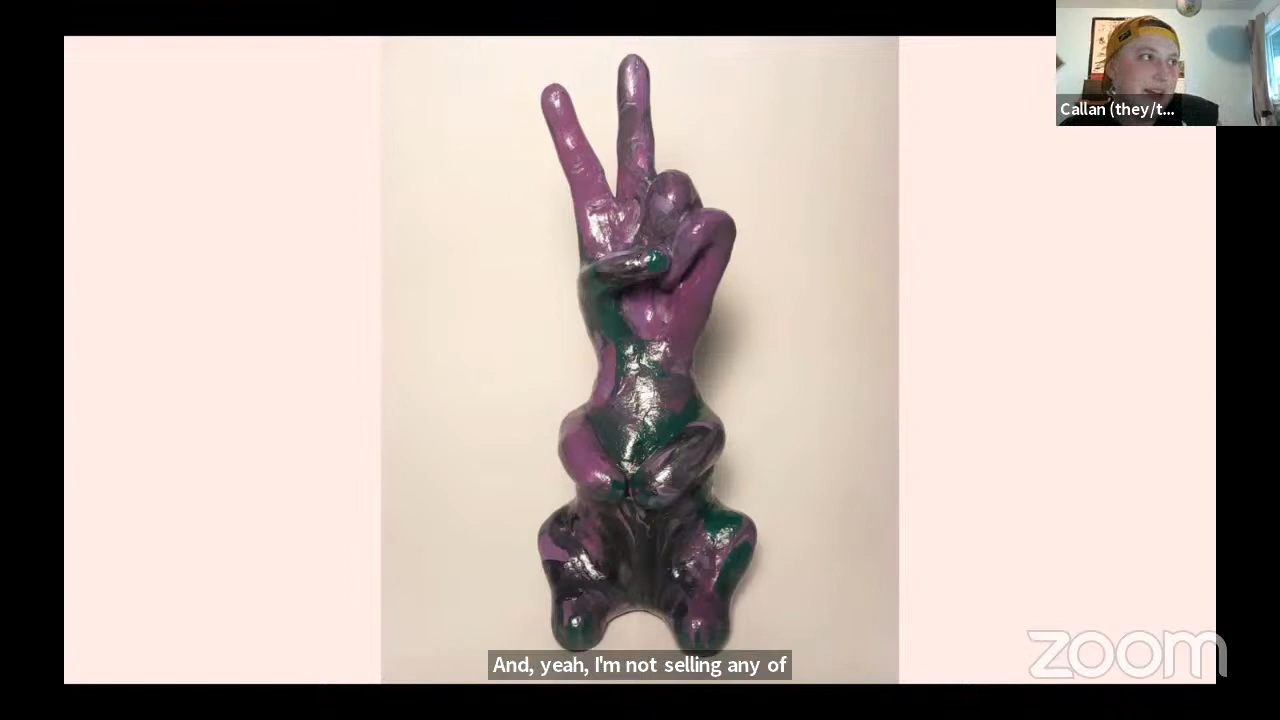 Callan (they/t...
And, yeah, I'm not selling any of
zoom